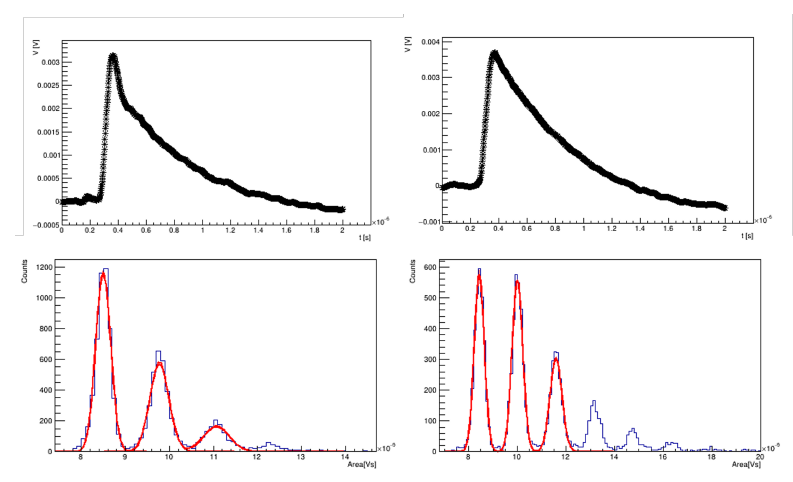 V [V]
0.003
0.0025
0.002
0.0015
0.001
0.0005
0
−0.0005
0 0.2 0.4 0.6 0.8 1 1.2 1.4 1.6 1.8 2
×10⁻⁶
t [s]
V [V]
0.004
0.003
0.002
0.001
0
−0.001
0 0.2 0.4 0.6 0.8 1 1.2 1.4 1.6 1.8 2
×10⁻⁶
t [s]
Counts
1200
1000
800
600
400
200
0
8 9 10 11 12 13 14
×10⁻⁵
Area[Vs]
Counts
600
500
400
300
200
100
0
8 10 12 14 16 18 20
×10⁻⁵
Area[Vs]